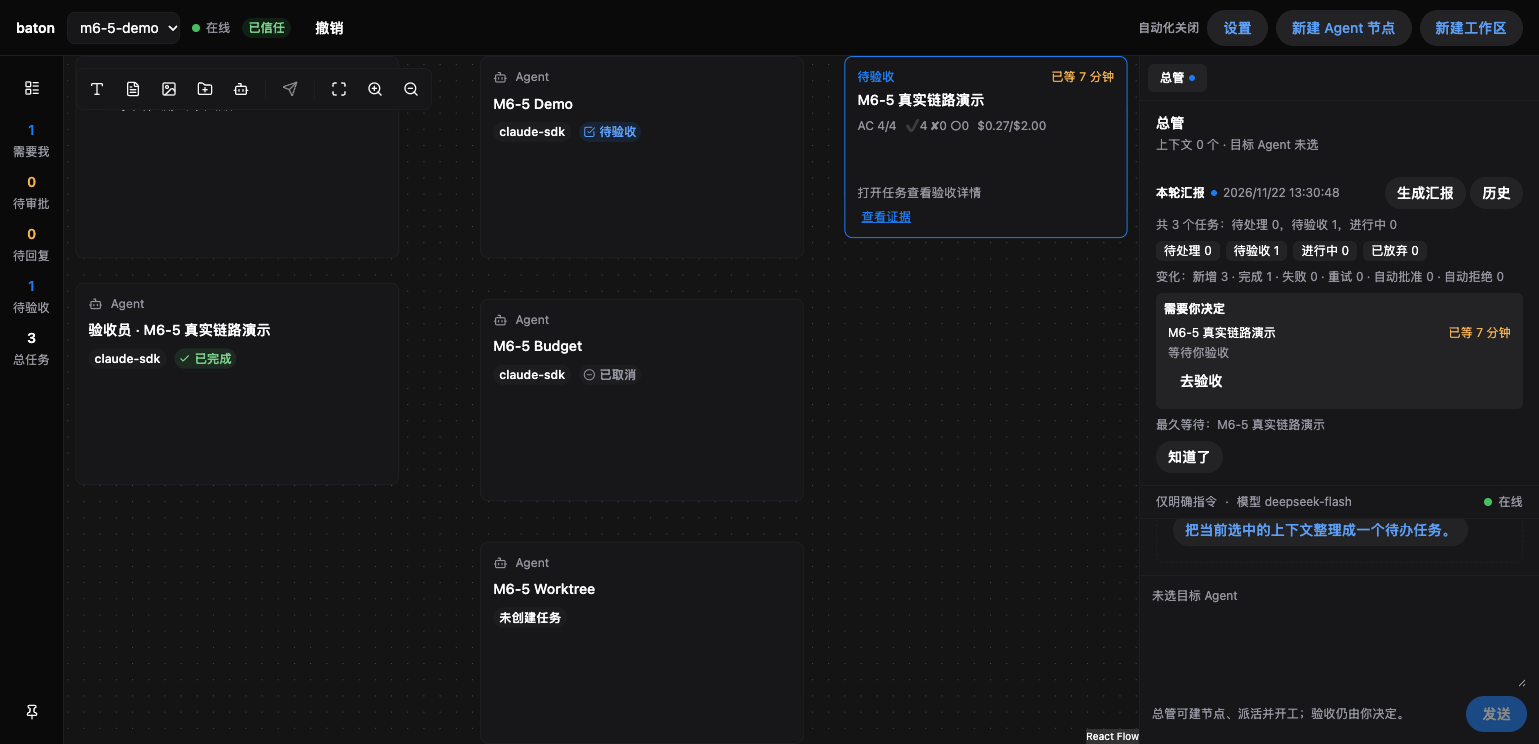 baton
m6-5-demo
在线
已信任
撤销
自动化关闭
设置
新建 Agent 节点
新建工作区
1
需要我
0
待审批
0
待回复
1
待验收
3
总任务
Agent
验收员 · M6-5 真实链路演示
claude-sdk
已完成
Agent
M6-5 Demo
claude-sdk
待验收
Agent
M6-5 Budget
claude-sdk
已取消
Agent
M6-5 Worktree
未创建任务
待验收
已等 7 分钟
M6-5 真实链路演示
AC 4/4 ✔4 ✘0 ○0 $0.27/$2.00
打开任务查看验收详情
查看证据
React Flow
总管
总管
上下文 0 个 · 目标 Agent 未选
本轮汇报
2026/11/22 13:30:48
生成汇报
历史
共 3 个任务：待处理 0，待验收 1，进行中 0
待处理 0
待验收 1
进行中 0
已放弃 0
变化：新增 3 · 完成 1 · 失败 0 · 重试 0 · 自动批准 0 · 自动拒绝 0
需要你决定
M6-5 真实链路演示
已等 7 分钟
等待你验收
去验收
最久等待：M6-5 真实链路演示
知道了
仅明确指令 · 模型 deepseek-flash
在线
把当前选中的上下文整理成一个待办任务。
未选目标 Agent
总管可建节点、派活并开工；验收仍由你决定。
发送